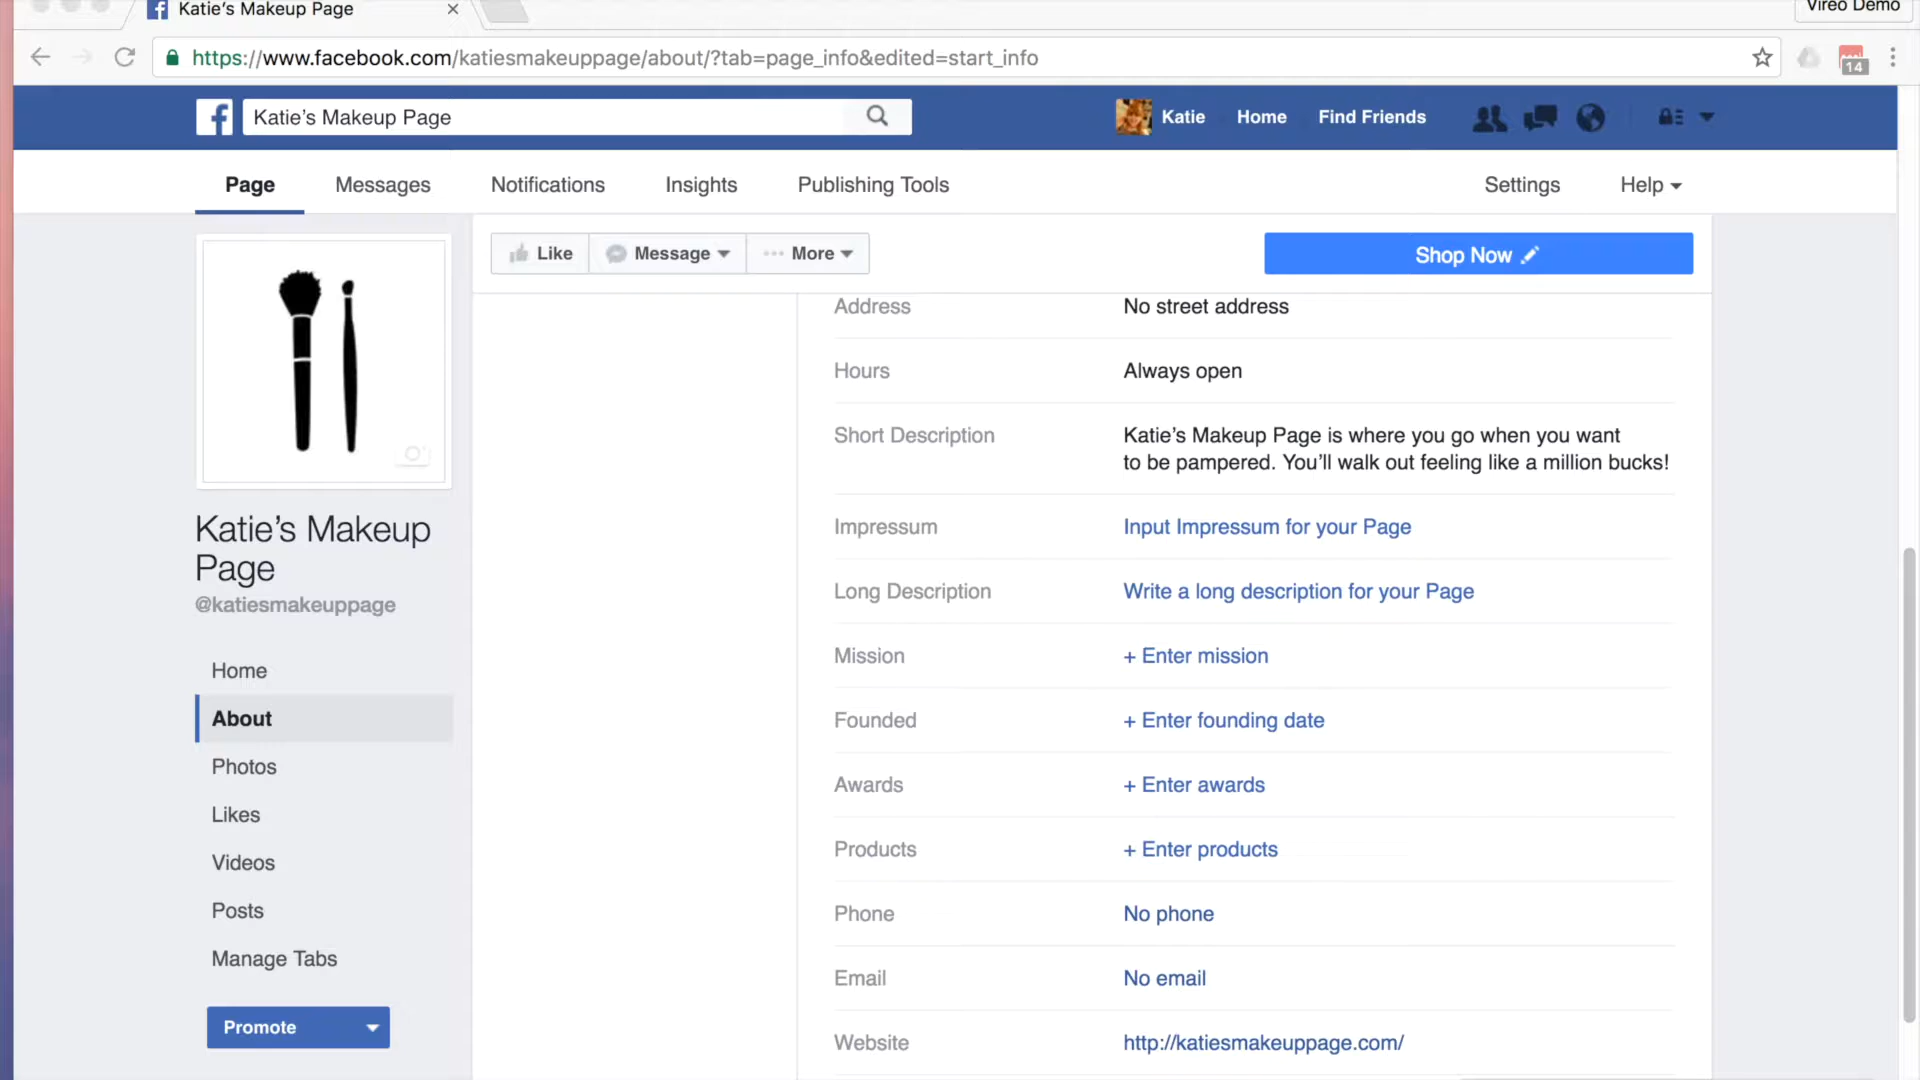 Katie's Makeup Page
Vireo Demo
https://www.facebook.com/katiesmakeuppage/about/?tab=page_info&edited=start_info
14
Katie's Makeup Page
Katie
Home
Find Friends
Page
Messages
Notifications
Insights
Publishing Tools
Settings
Help
Like
Message
More
Shop Now
Katie's Makeup
Page
@katiesmakeuppage
Home
About
Photos
Likes
Videos
Posts
Manage Tabs
Promote
Address
No street address
Hours
Always open
Short Description
Katie's Makeup Page is where you go when you want
to be pampered. You'll walk out feeling like a million bucks!
Impressum
Input Impressum for your Page
Long Description
Write a long description for your Page
Mission
+ Enter mission
Founded
+ Enter founding date
Awards
+ Enter awards
Products
+ Enter products
Phone
No phone
Email
No email
Website
http://katiesmakeuppage.com/